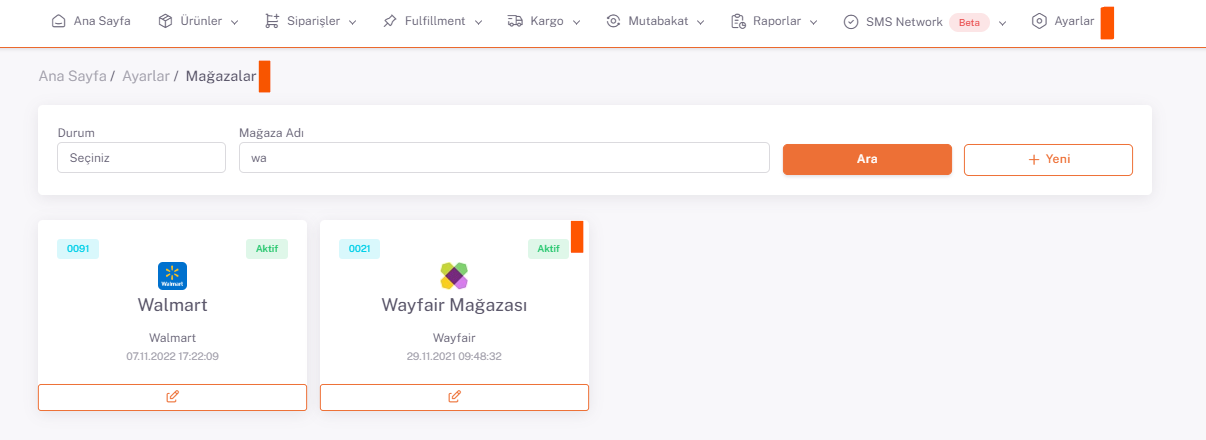 Ana Sayfa Ürünler Siparişler Fulfillment Kargo Mutabakat Raporlar SMS Network Beta Ayarlar
Ana Sayfa / Ayarlar / Mağazalar
Durum Mağaza Adı
Seçiniz wa Ara + Yeni
0091 Aktif 0021 Aktif
Walmart
Walmart Wayfair Mağazası
Walmart Wayfair
07.11.2022 17:22:09 29.11.2021 09:48:32